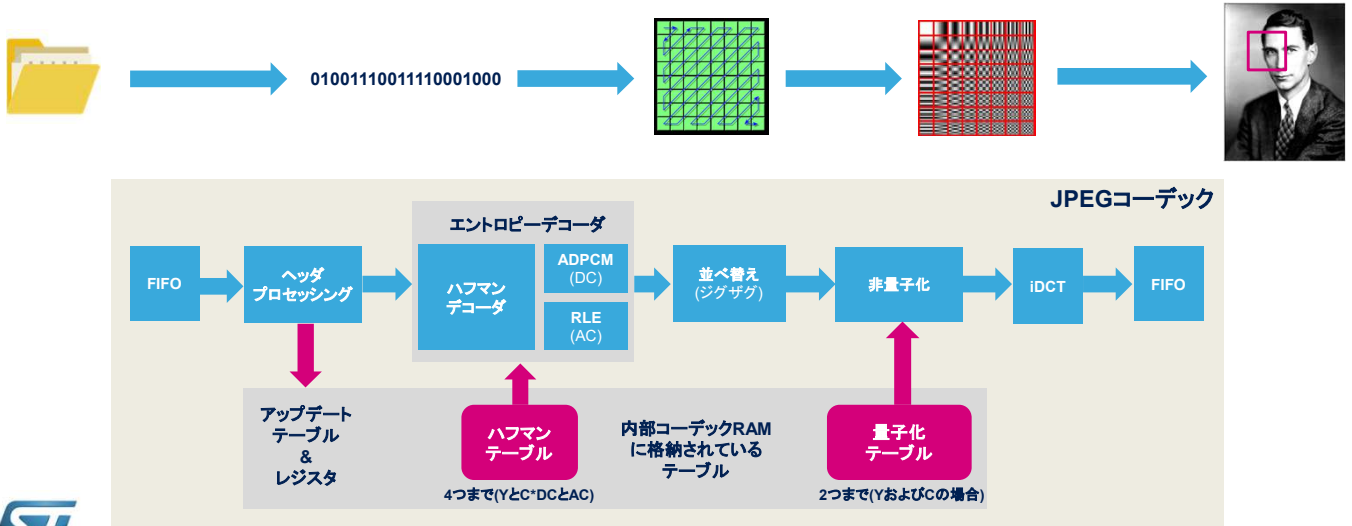 01001110011110001000
JPEGコーデック
エントロピーデコーダ
FIFO
ヘッダ
プロセッシング
ハフマン
デコーダ
ADPCM
(DC)
RLE
(AC)
並べ替え
(ジグザグ)
非量子化
iDCT
FIFO
アップデート
テーブル
&
レジスタ
ハフマン
テーブル
4つまで(YとC*DCとAC)
内部コーデックRAM
に格納されている
テーブル
量子化
テーブル
2つまで(YおよびCの場合)